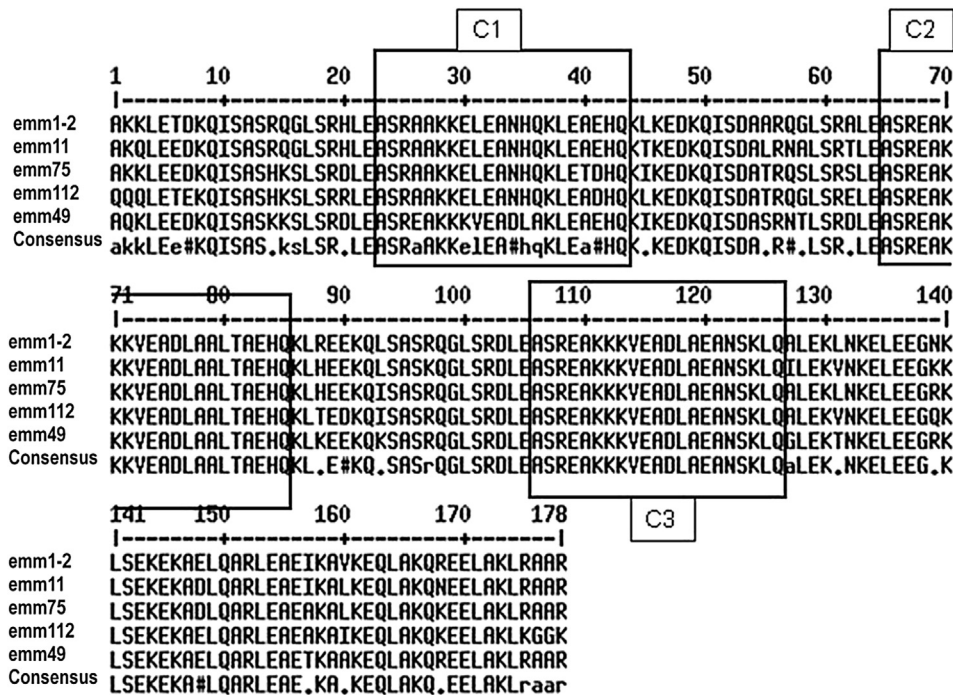 C1
C2
1 10 20 30 40 50 60 70
|---------+---------+---------+---------+---------+---------+---------|
emm1-2 AKKLETDKQISASRQGLSRHLEASRAAKKELEANHQKLEAEHQKLKEDKQISDAARQGLSRALEASREAK
emm11 AKQLEEDKQISASRQGLSRHLEASRAAKKELEANHQKLEAEHQKTKEDKQISDALRNALSRTLEASREAK
emm75 AKKLEEDKQISASHKSLSRDLEASRAAKKELEANHQKLETDHQKIKEDKQISDATRQSLSRSLEASREAK
emm112 QQQLETEKQISASHKSLSRRLEASRAAKKELEANHQKLEADHQKLKEDKQISDATRQGLSRELEASREAK
emm49 AQKLEEDKQISASKKSLSRDLEASREAKKKVEADLAKLEAEHQKIKEDKQISDASRNTLSRDLEASREAK
Consensus akkLEe#KQISAS.ksLSR.LEASRaAKKelEA#hqKLEa#HQK.KEDKQISDA.R#.LSR.LEASREAK
71 80 90 100 110 120 130 140
|---------+---------+---------+---------+---------+---------+---------|
emm1-2 KKVEADLAALTAEHQKLREEKQLSASRQGLSRDLEASREAKKKVEADLAEANSKLQALEKLNKELEEGNK
emm11 KKVEADLAALTAEHQKLHEEKQLSASKQGLSRDLEASREAKKKVEADLAEANSKLQILEKVNKELEEGKK
emm75 KKVEADLAALTAEHQKLHEEKQISASRQGLSRDLEASREAKKKVEADLAEANSKLQALEKLNKELEEGRK
emm112 KKVEADLAALTAEHQKLTEDKQISASRQGLSRDLEASREAKKKVEADLAEANSKLQALEKVNKELEEGQK
emm49 KKVEADLAALTAEHQKLKEEKQKSASRQGLSRDLEASREAKKKVEADLAEANSKLQGLEKTNKELEEGRK
Consensus KKVEADLAALTAEHQKL.E#KQ.SASrQGLSRDLEASREAKKKVEADLAEANSKLQaLEK.NKELEEG.K
C3
141 150 160 170 178
|---------+---------+---------+-------|
emm1-2 LSEKEKAELQARLEAEIKAVKEQLAKQREELAKLRAAR
emm11 LSEKEKADLQARLEAEIKALKEQLAKQNEELAKLRAAR
emm75 LSEKEKAELQARLEAEIKALKEQLAKQKEELAKLRAAR
emm112 LSEKEKAELQARLEAEAKAIKEQLAKQKEELAKLKGGK
emm49 LSEKEKAELQARLEAETKAAKEQLAKQREELAKLRAAR
Consensus LSEKEKA#LQARLEAE.KA.KEQLAKQ.EELAKLraar